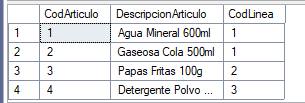 CodArticulo DescripcionArticulo CodLinea
1 1 Agua Mineral 600ml 1
2 2 Gaseosa Cola 500ml 1
3 3 Papas Fritas 100g 2
4 4 Detergente Polvo ... 3